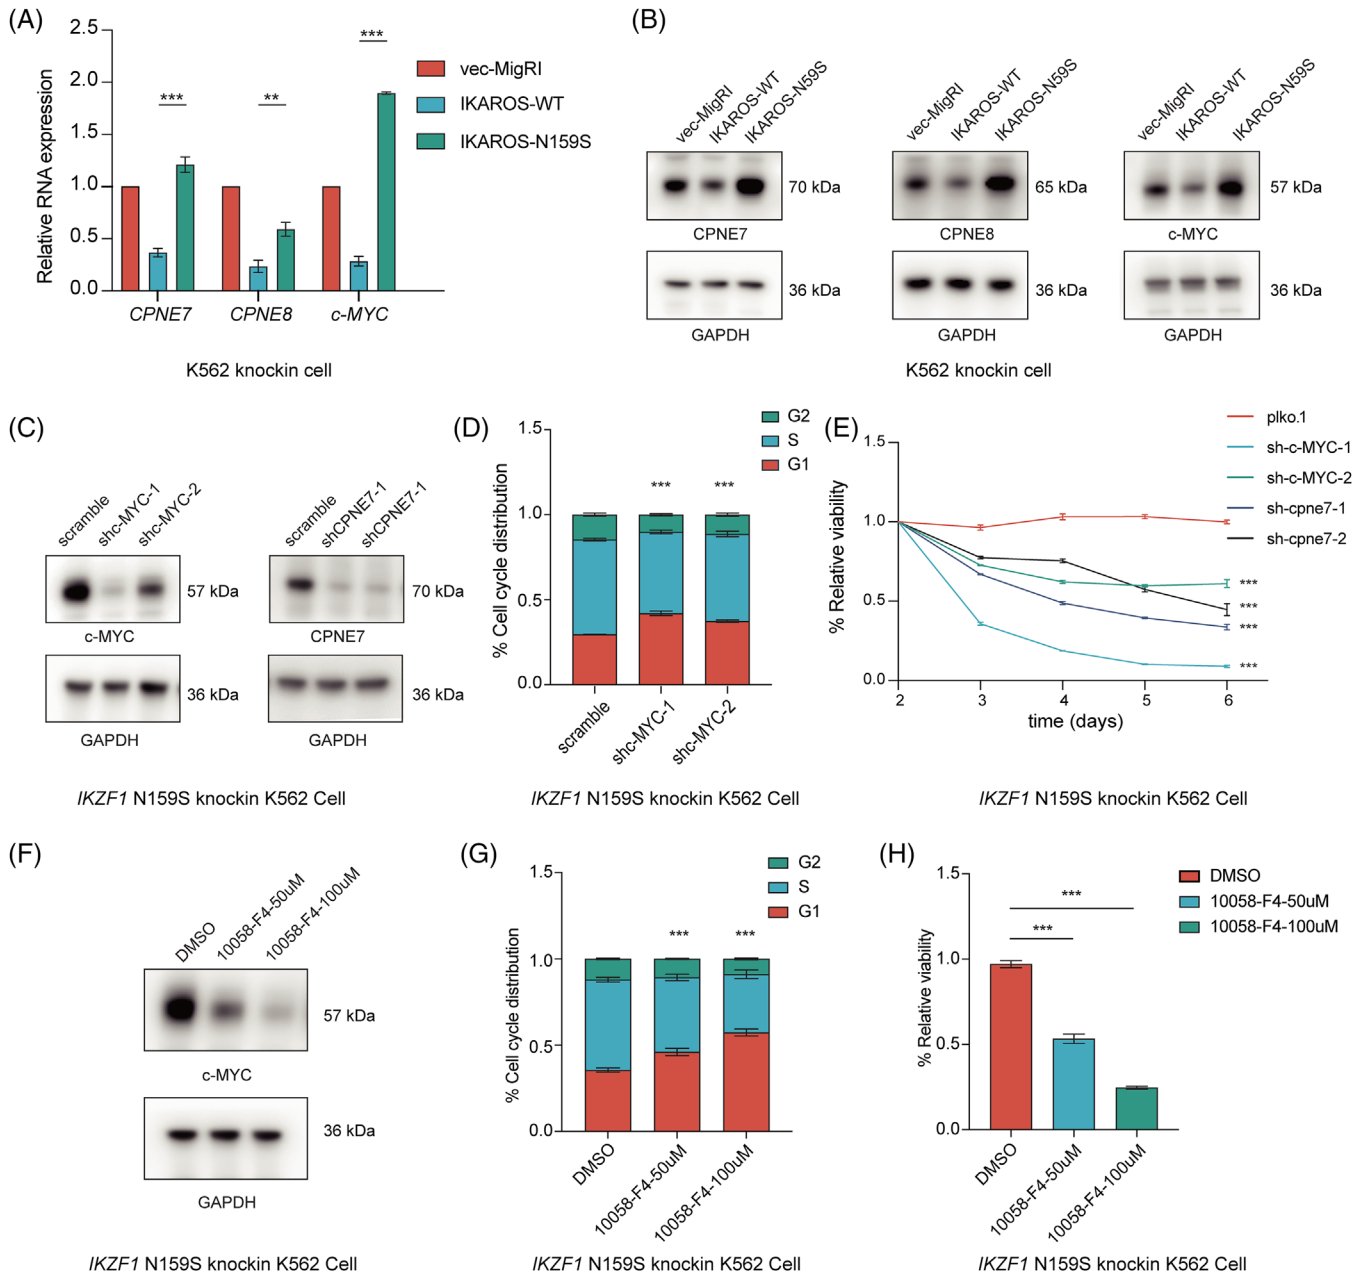 (A)
2.5
2.0
1.5
1.0
0.5
0.0
Relative RNA expression
***
**
***
vec-MigRI
IKAROS-WT
IKAROS-N159S
CPNE7
CPNE8
c-MYC
K562 knockin cell
(B)
vec-MigRI
IKAROS-WT
IKAROS-N59S
70 kDa
CPNE7
36 kDa
GAPDH
vec-MigRI
IKAROS-WT
IKAROS-N59S
65 kDa
CPNE8
36 kDa
GAPDH
vec-MigRI
IKAROS-WT
IKAROS-N59S
57 kDa
c-MYC
36 kDa
GAPDH
K562 knockin cell
(C)
scramble
shc-MYC-1
shc-MYC-2
57 kDa
c-MYC
36 kDa
GAPDH
scramble
shCPNE7-1
shCPNE7-1
70 kDa
CPNE7
36 kDa
GAPDH
IKZF1 N159S knockin K562 Cell
(D)
G2
S
G1
1.5
1.0
0.5
0.0
% Cell cycle distribution
***
***
scramble
shc-MYC-1
shc-MYC-2
IKZF1 N159S knockin K562 Cell
(E)
1.5
1.0
0.5
0.0
% Relative viability
plko.1
sh-c-MYC-1
sh-c-MYC-2
sh-cpne7-1
sh-cpne7-2
***
***
***
***
2
3
4
5
6
time (days)
IKZF1 N159S knockin K562 Cell
(F)
DMSO
10058-F4-50uM
10058-F4-100uM
57 kDa
c-MYC
36 kDa
GAPDH
IKZF1 N159S knockin K562 Cell
(G)
G2
S
G1
1.5
1.0
0.5
0.0
% Cell cycle distribution
***
***
DMSO
10058-F4-50uM
10058-F4-100uM
IKZF1 N159S knockin K562 Cell
(H)
1.5
1.0
0.5
0.0
% Relative viability
***
***
DMSO
10058-F4-50uM
10058-F4-100uM
DMSO
10058-F4-50uM
10058-F4-100uM
IKZF1 N159S knockin K562 Cell